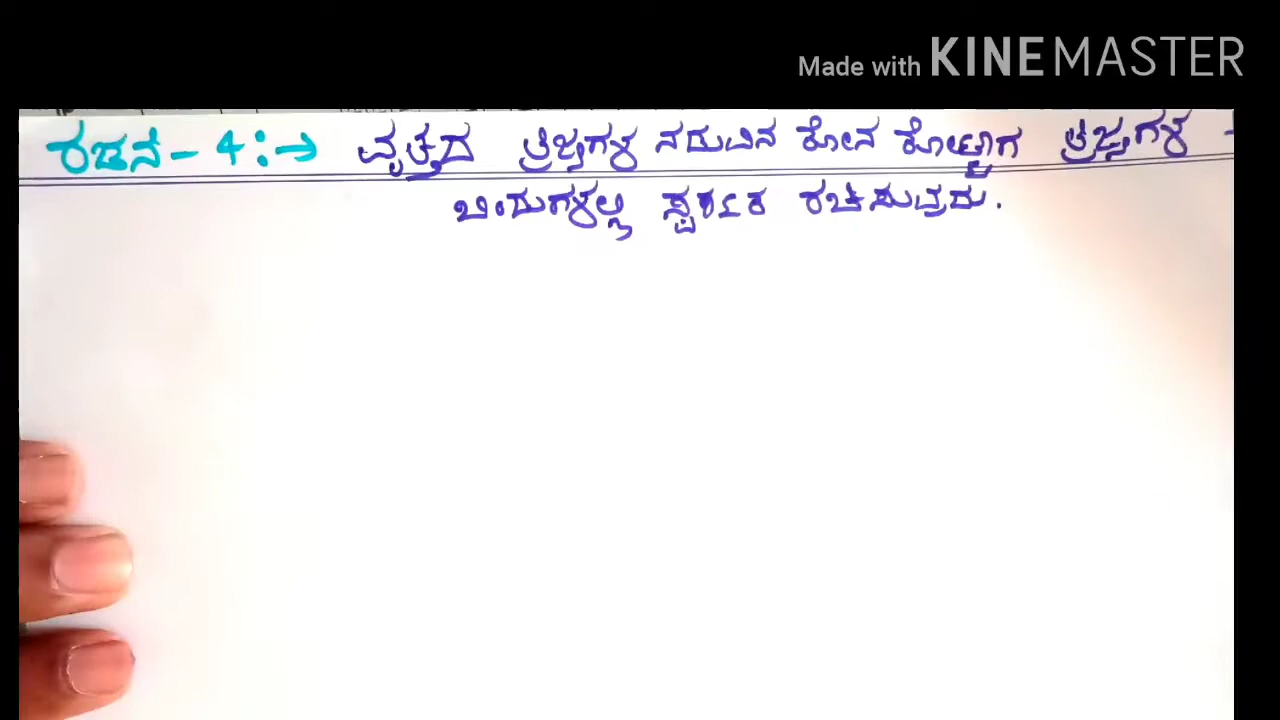 Made with KINEMASTER
ರಚನೆ - 4 :→ ವೃತ್ತದ ತ್ರಿಜ್ಯಗಳ ನಡುವಿನ ಕೋನ ಕೊಟ್ಟಾಗ ತ್ರಿಜ್ಯಗಳ -
ಬಿಂದುಗಳಲ್ಲಿ ಸ್ಪರ್ಶಕ ರಚಿಸುವುದು.